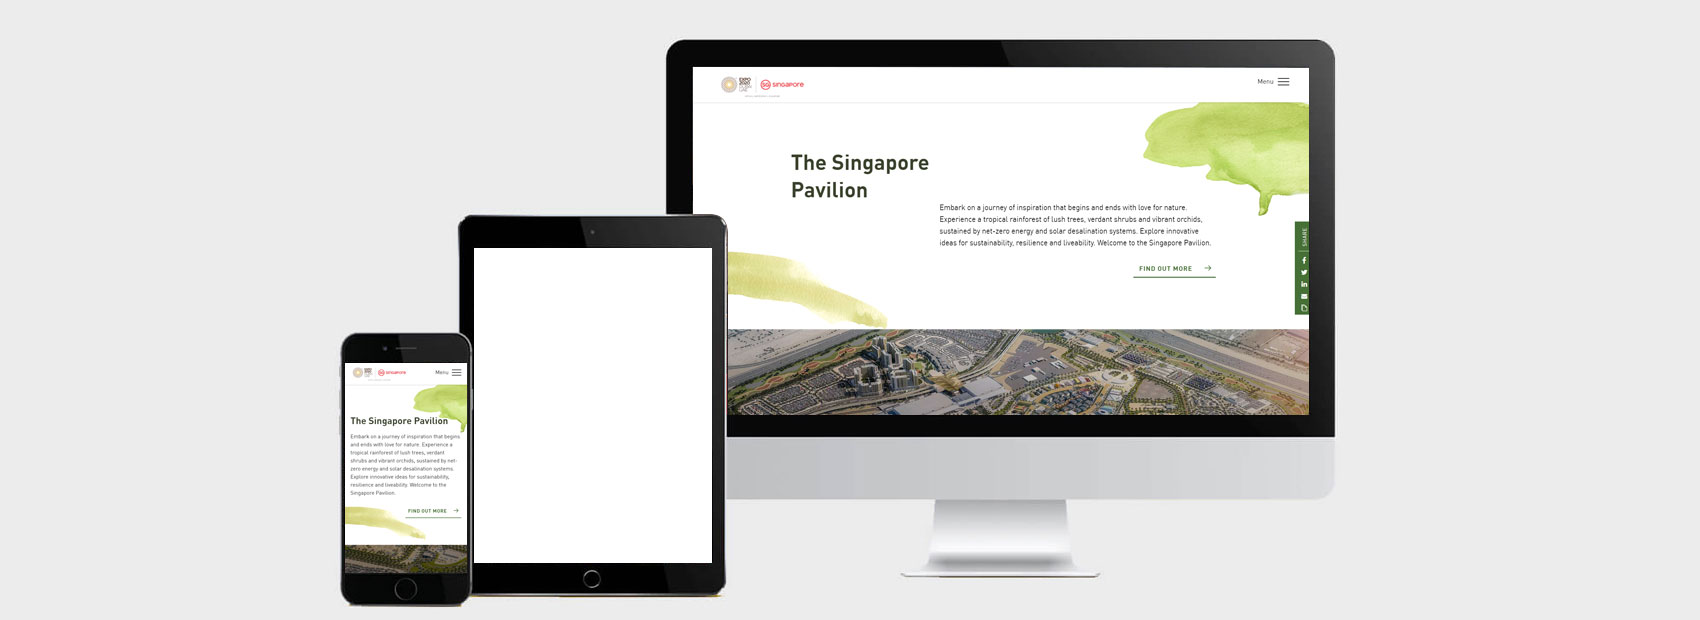 EXPO
2020
SG singapore
Menu
The Singapore
Pavilion
Embark on a journey of inspiration that begins and ends with love for nature.
Experience a tropical rainforest of lush trees, verdant shrubs and vibrant orchids,
sustained by net-zero energy and solar desalination systems. Explore innovative
ideas for sustainability, resilience and liveability. Welcome to the Singapore Pavilion.
FIND OUT MORE
SHARE
SG singapore
Menu
The Singapore Pavilion
Embark on a journey of inspiration that begins
and ends with love for nature. Experience a
tropical rainforest of lush trees, verdant
shrubs and vibrant orchids, sustained by net-
zero energy and solar desalination systems.
Explore innovative ideas for sustainability,
resilience and liveability. Welcome to the
Singapore Pavilion.
FIND OUT MORE